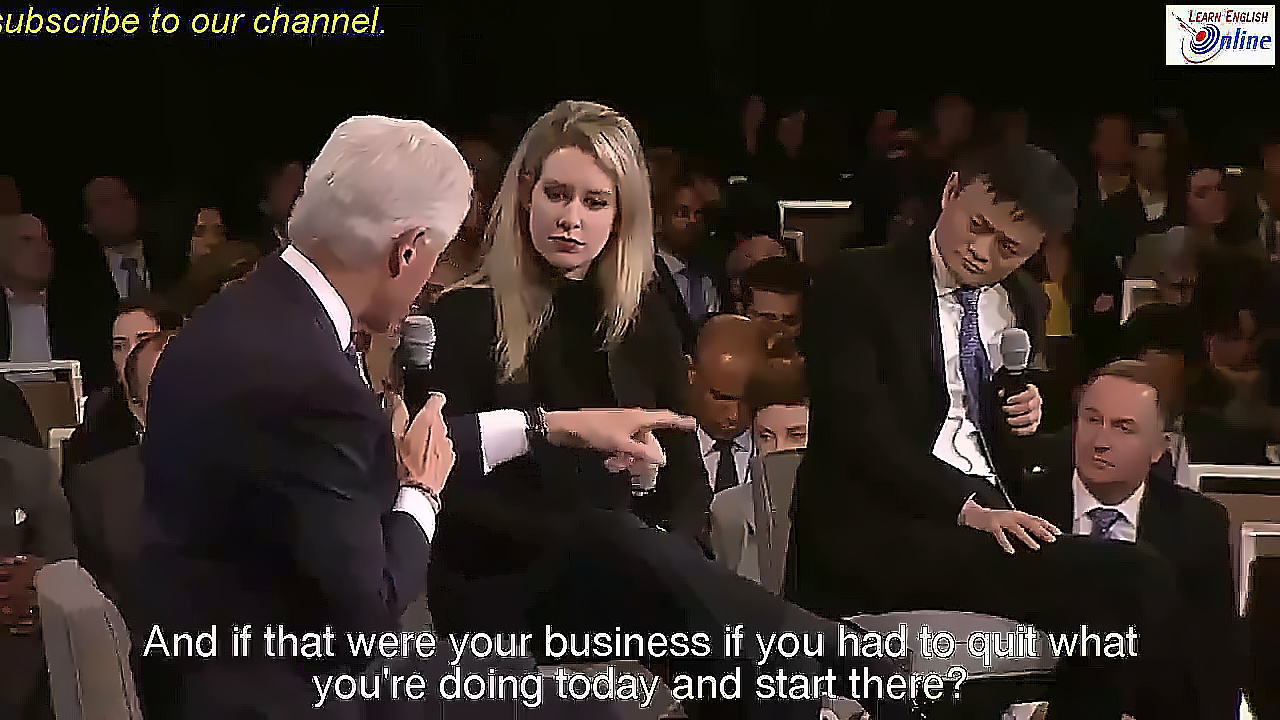 subscribe to our channel.
LEARN ENGLISH
Online
And if that were your business if you had to quit what
you're doing today and start there?